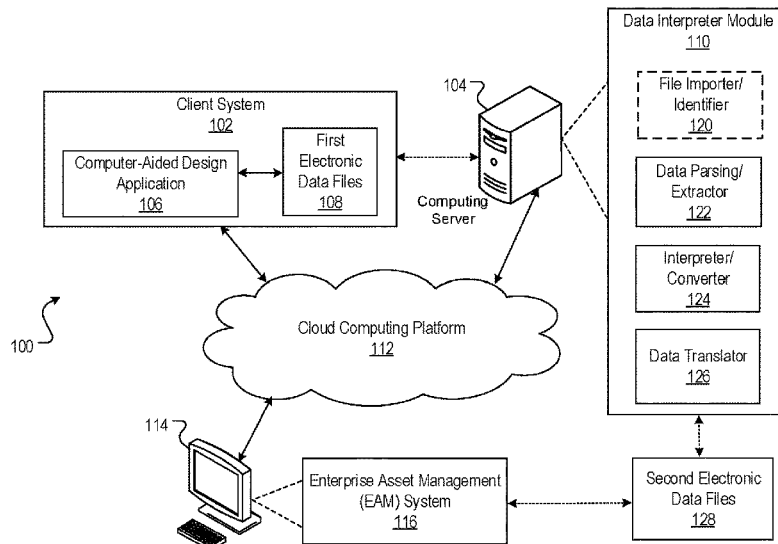 Data Interpreter Module
110
File Importer/
Identifier
120
Data Parsing/
Extractor
122
Interpreter/
Converter
124
Data Translator
126
104
Computing
Server
Client System
102
Computer-Aided Design
Application
106
First
Electronic
Data Files
108
100
Cloud Computing Platform
112
114
Enterprise Asset Management
(EAM) System
116
Second Electronic
Data Files
128